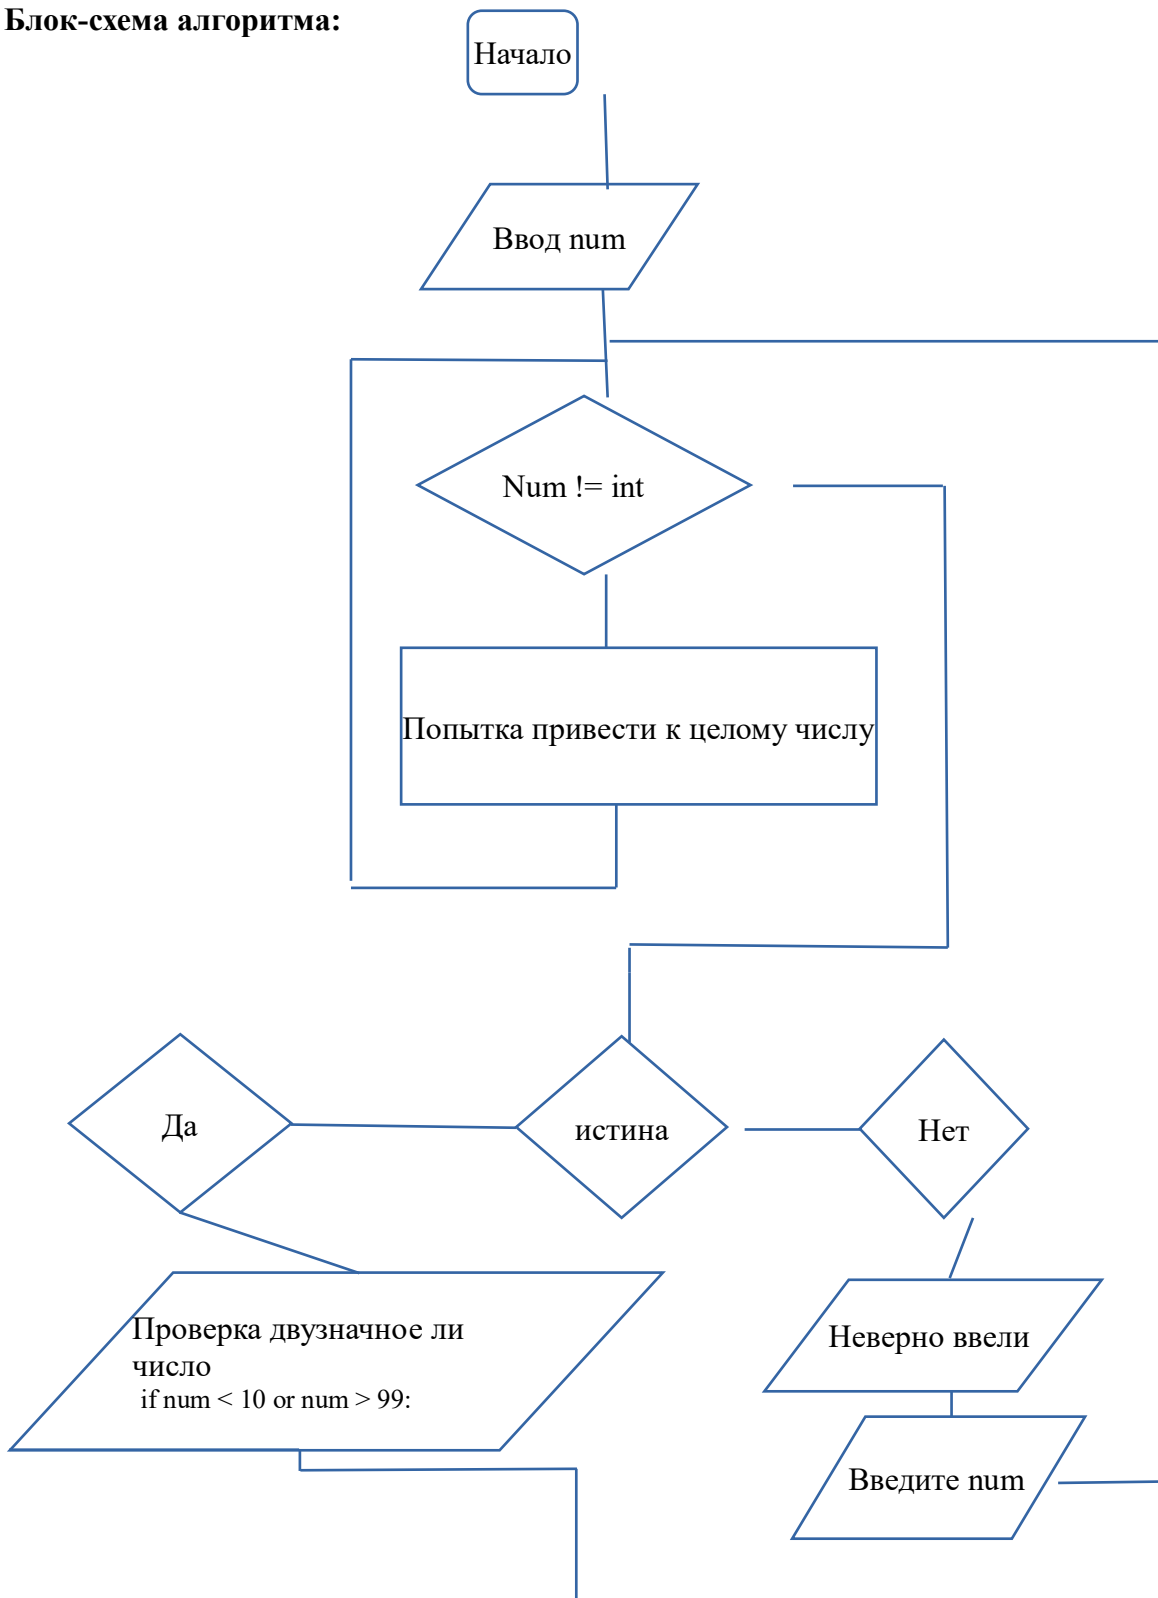 Блок-схема алгоритма:
Начало
Ввод num
Num != int
Попытка привести к целому числу
Да
истина
Нет
Проверка двузначное ли
число
if num < 10 or num > 99:
Неверно ввели
Введите num